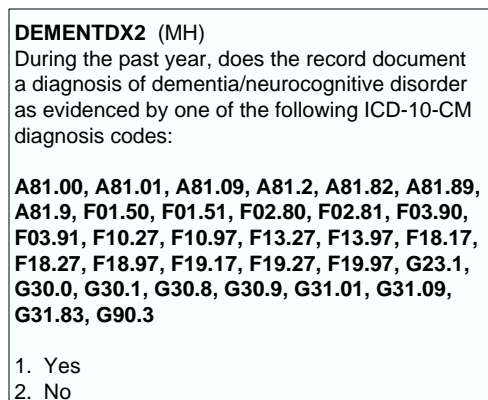 DEMENTDX2 (MH)
During the past year, does the record document
a diagnosis of dementia/neurocognitive disorder
as evidenced by one of the following ICD-10-CM
diagnosis codes:
A81.00, A81.01, A81.09, A81.2, A81.82, A81.89,
A81.9, F01.50, F01.51, F02.80, F02.81, F03.90,
F03.91, F10.27, F10.97, F13.27, F13.97, F18.17,
F18.27, F18.97, F19.17, F19.27, F19.97, G23.1,
G30.0, G30.1, G30.8, G30.9, G31.01, G31.09,
G31.83, G90.3
1. Yes
2. No